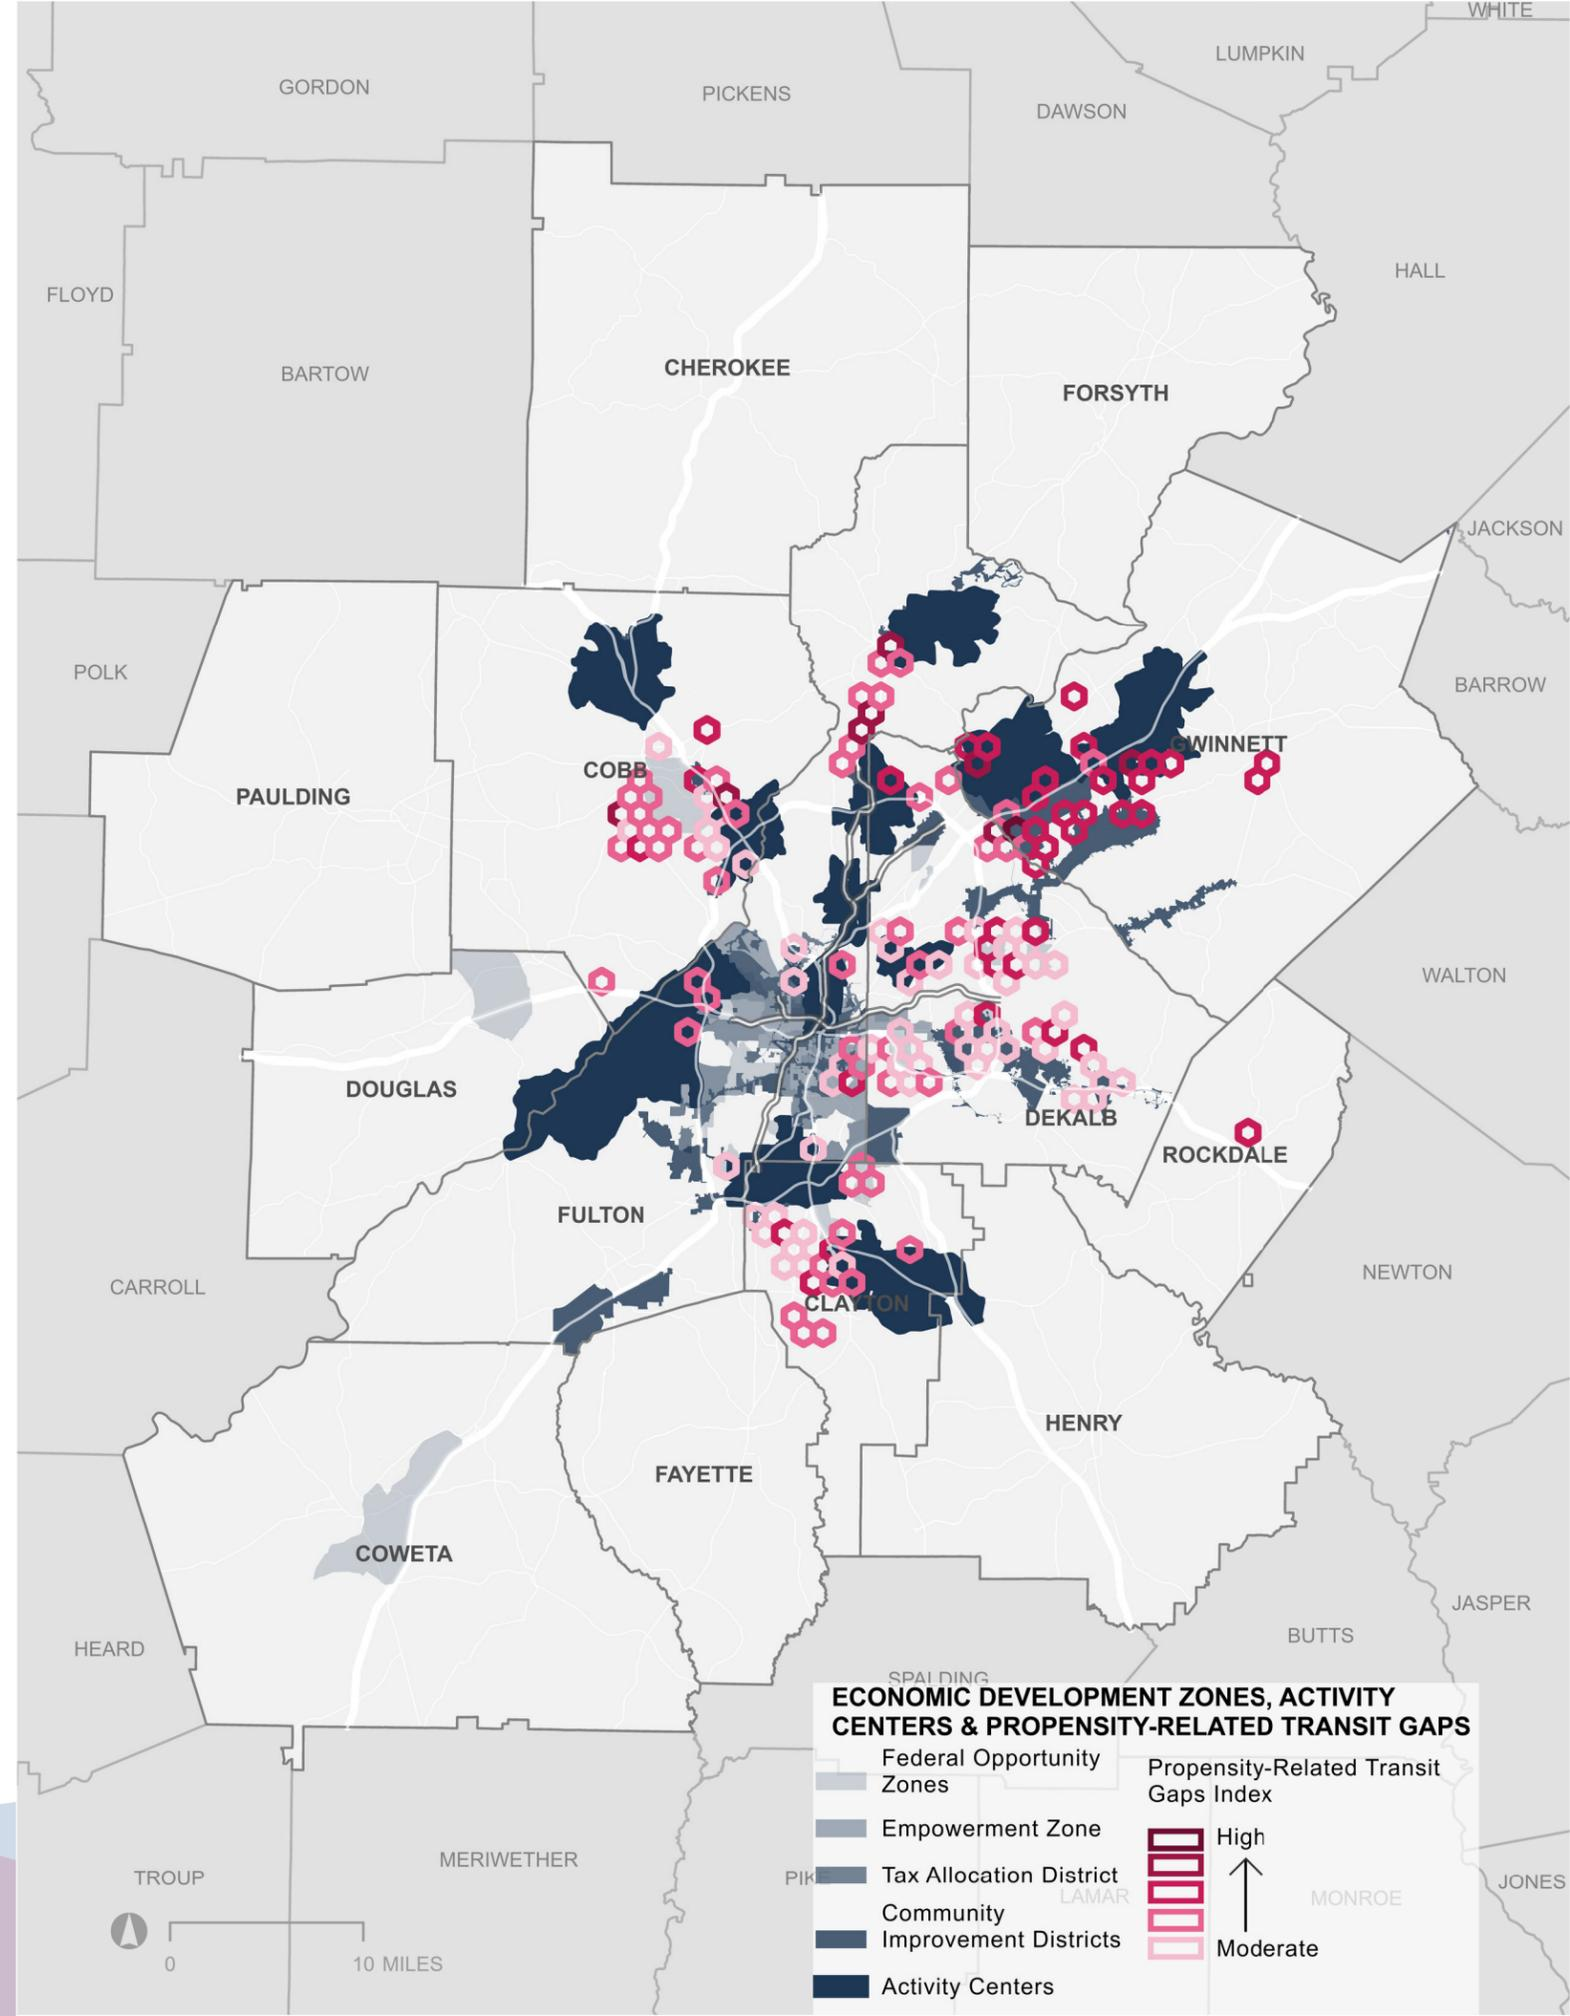 WHITE
LUMPKIN
GORDON
PICKENS
DAWSON
HALL
FLOYD
BARTOW
CHEROKEE
FORSYTH
JACKSON
POLK
BARROW
GWINNETT
COBB
PAULDING
WALTON
DOUGLAS
DEKALB
ROCKDALE
FULTON
NEWTON
CARROLL
CLAYTON
HENRY
FAYETTE
COWETA
JASPER
BUTTS
HEARD
SPALDING
ECONOMIC DEVELOPMENT ZONES, ACTIVITY
CENTERS & PROPENSITY-RELATED TRANSIT GAPS
Federal Opportunity
Zones
Empowerment Zone
Tax Allocation District
Community
Improvement Districts
Activity Centers
Propensity-Related Transit
Gaps Index
High
Moderate
MERIWETHER
TROUP
PIKE
LAMAR
MONROE
JONES
0
10 MILES